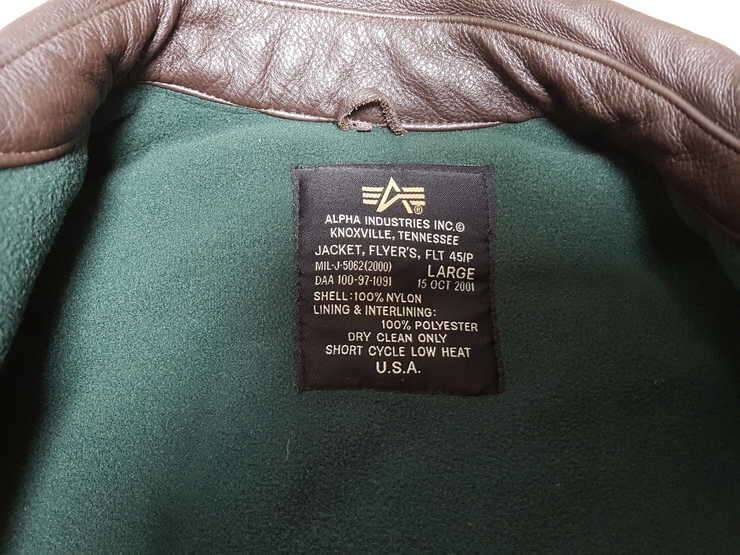 ALPHA INDUSTRIES INC.©
KNOXVILLE, TENNESSEE
JACKET, FLYER'S, FLT 45/P
MIL-J-5062(2000) LARGE
DAA 100-97-1091 15 OCT 2001
SHELL:100% NYLON
LINING & INTERLINING:
100% POLYESTER
DRY CLEAN ONLY
SHORT CYCLE LOW HEAT
U.S.A.